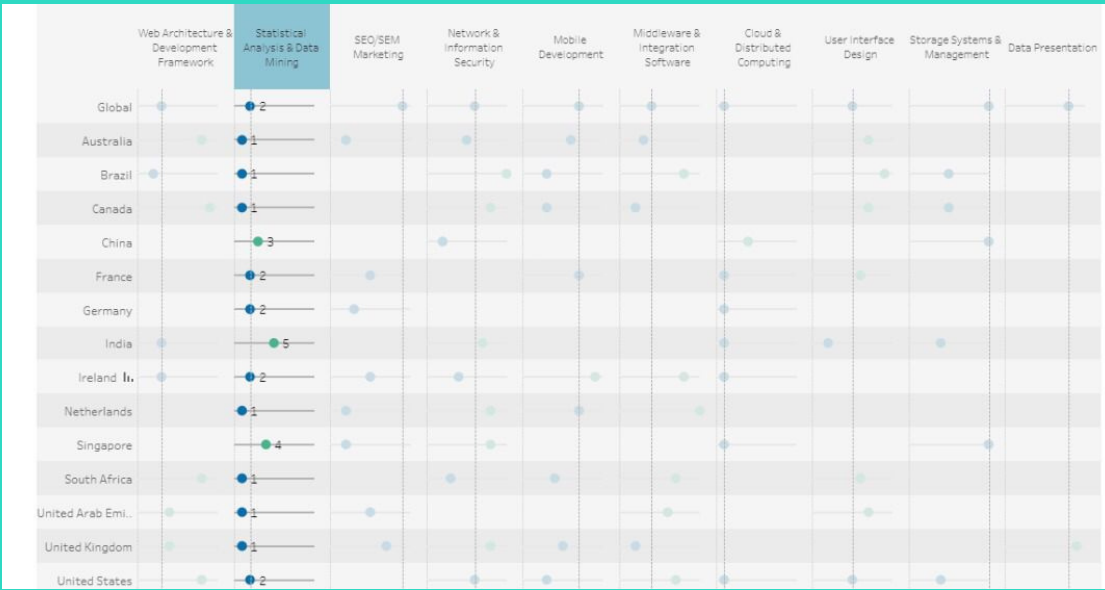 Web Architecture & Development Framework
Statistical Analysis & Data Mining
SEO/SEM Marketing
Network & Information Security
Mobile Development
Middleware & Integration Software
Cloud & Distributed Computing
User Interface Design
Storage Systems & Management
Data Presentation
Global 2
Australia 1
Brazil 1
Canada 1
China 3
France 2
Germany 2
India 5
Ireland 2
Netherlands 1
Singapore 4
South Africa 1
United Arab Emi.. 1
United Kingdom 1
United States 2